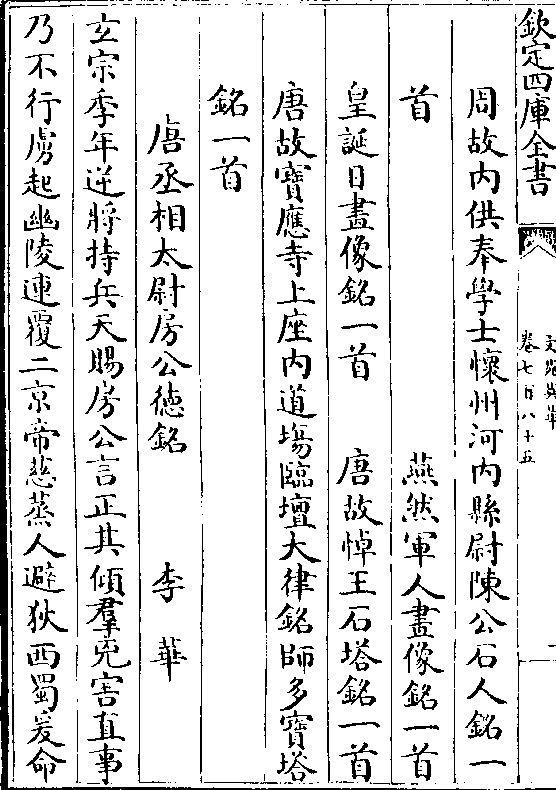 欽定四庫全書
文苑英華
卷七百八十五
二
周故内供奉學士懷州河内縣尉陳公石人銘一
首　燕然軍人畫像銘一首
皇誕日畫像銘一首　唐故悼王石塔銘一首
唐故寶應寺上座内道塲臨壇大律銘師多寶塔
銘一首
唐丞相太尉房公德銘　李華
玄宗季年逆將持兵天賜房公言正其傾羣兇害直事
乃不行虜起幽陵連覆二京帝慈蒸人避狄西蜀爰命